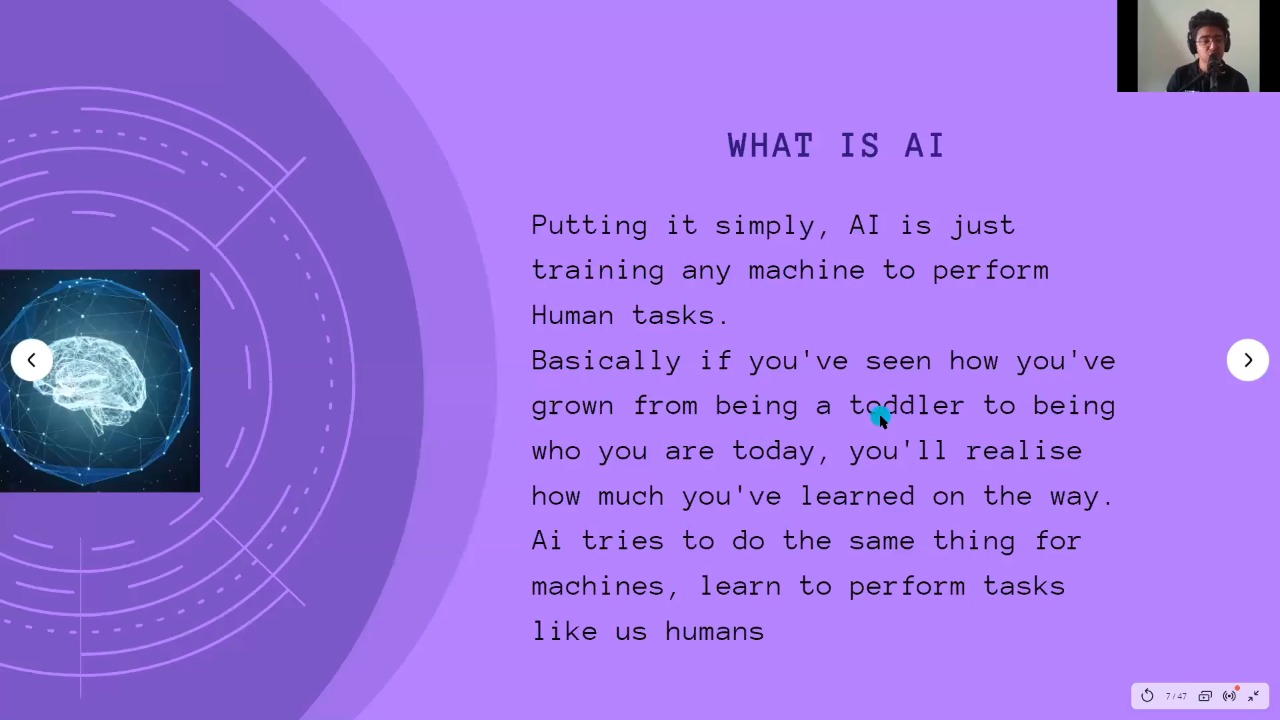 WHAT IS AI
Putting it simply, AI is just
training any machine to perform
Human tasks.
Basically if you've seen how you've
grown from being a toddler to being
who you are today, you'll realise
how much you've learned on the way.
Ai tries to do the same thing for
machines, learn to perform tasks
like us humans
7 / 47